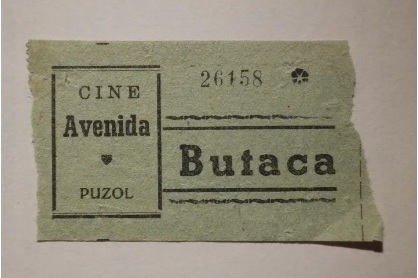 CINE
Avenida
PUZOL
26158
Butaca